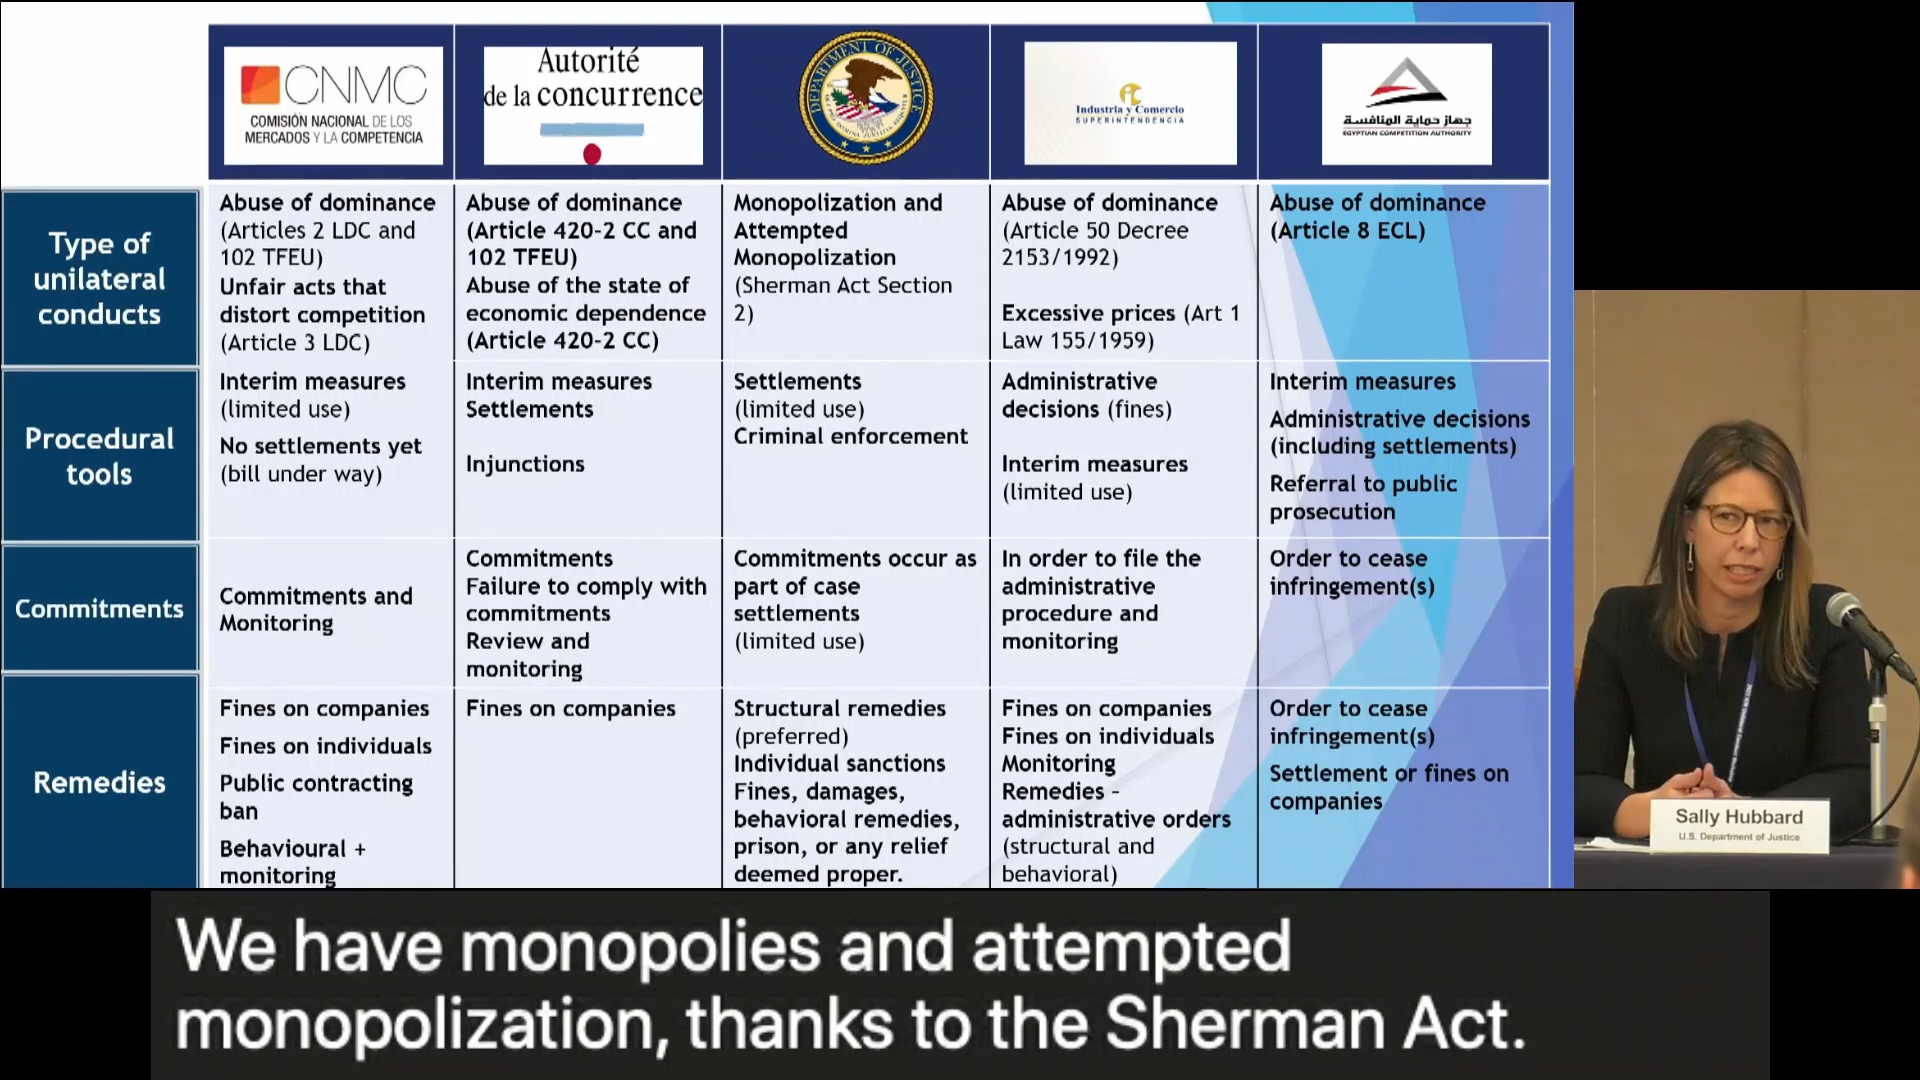 CNMC
COMISIÓN NACIONAL DE LOS
MERCADOS Y LA COMPETENCIA
Autorité
de la concurrence
DEPARTMENT OF JUSTICE
Industria y Comercio
SUPERINTENDENCIA
جهاز حماية المنافسة
EGYPTIAN COMPETITION AUTHORITY
Type of
unilateral
conducts
Abuse of dominance
(Articles 2 LDC and
102 TFEU)
Unfair acts that
distort competition
(Article 3 LDC)
Abuse of dominance
(Article 420-2 CC and
102 TFEU)
Abuse of the state of
economic dependence
(Article 420-2 CC)
Monopolization and
Attempted
Monopolization
(Sherman Act Section
2)
Abuse of dominance
(Article 50 Decree
2153/1992)
Excessive prices (Art 1
Law 155/1959)
Abuse of dominance
(Article 8 ECL)
Procedural
tools
Interim measures
(limited use)
No settlements yet
(bill under way)
Interim measures
Settlements
Injunctions
Settlements
(limited use)
Criminal enforcement
Administrative
decisions (fines)
Interim measures
(limited use)
Interim measures
Administrative decisions
(including settlements)
Referral to public
prosecution
Commitments
Commitments and
Monitoring
Commitments
Failure to comply with
commitments
Review and
monitoring
Commitments occur as
part of case
settlements
(limited use)
In order to file the
administrative
procedure and
monitoring
Order to cease
infringement(s)
Remedies
Fines on companies
Fines on individuals
Public contracting
ban
Behavioural +
monitoring
Fines on companies
Structural remedies
(preferred)
Individual sanctions
Fines, damages,
behavioral remedies,
prison, or any relief
deemed proper.
Fines on companies
Fines on individuals
Monitoring
Remedies –
administrative orders
(structural and
behavioral)
Order to cease
infringement(s)
Settlement or fines on
companies
Sally Hubbard
U.S. Department of Justice
We have monopolies and attempted
monopolization, thanks to the Sherman Act.